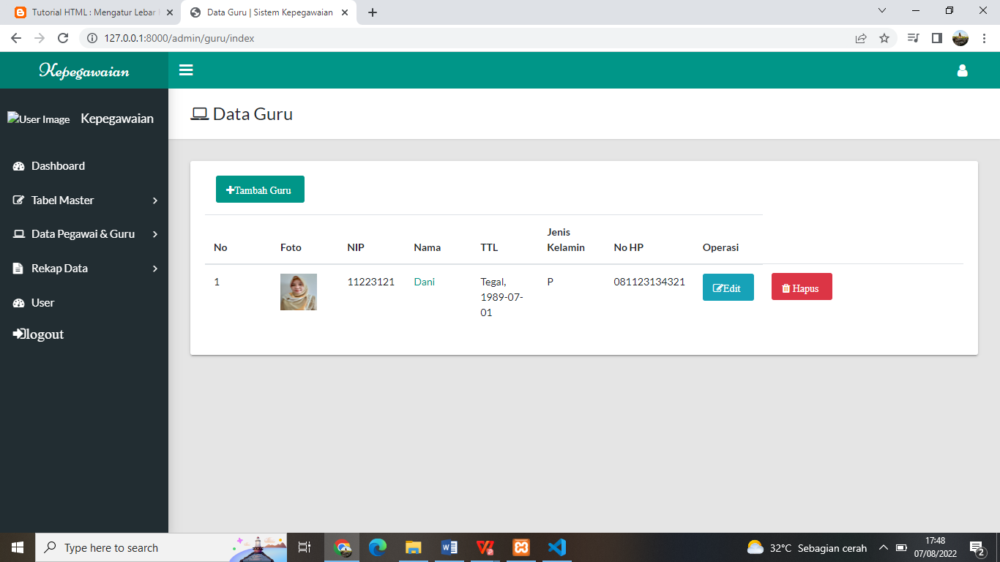 Tutorial HTML : Mengatur Lebar
Data Guru | Sistem Kepegawaian
127.0.0.1:8000/admin/guru/index
Kepegawaian
User Image
Kepegawaian
Dashboard
Tabel Master
Data Pegawai & Guru
Rekap Data
User
logout
Data Guru
Tambah Guru
No Foto NIP Nama TTL Jenis Kelamin No HP Operasi
1 11223121 Dani Tegal, 1989-07-01 P 081123134321 Edit Hapus
Type here to search
32°C Sebagian cerah
17:48
07/08/2022
2